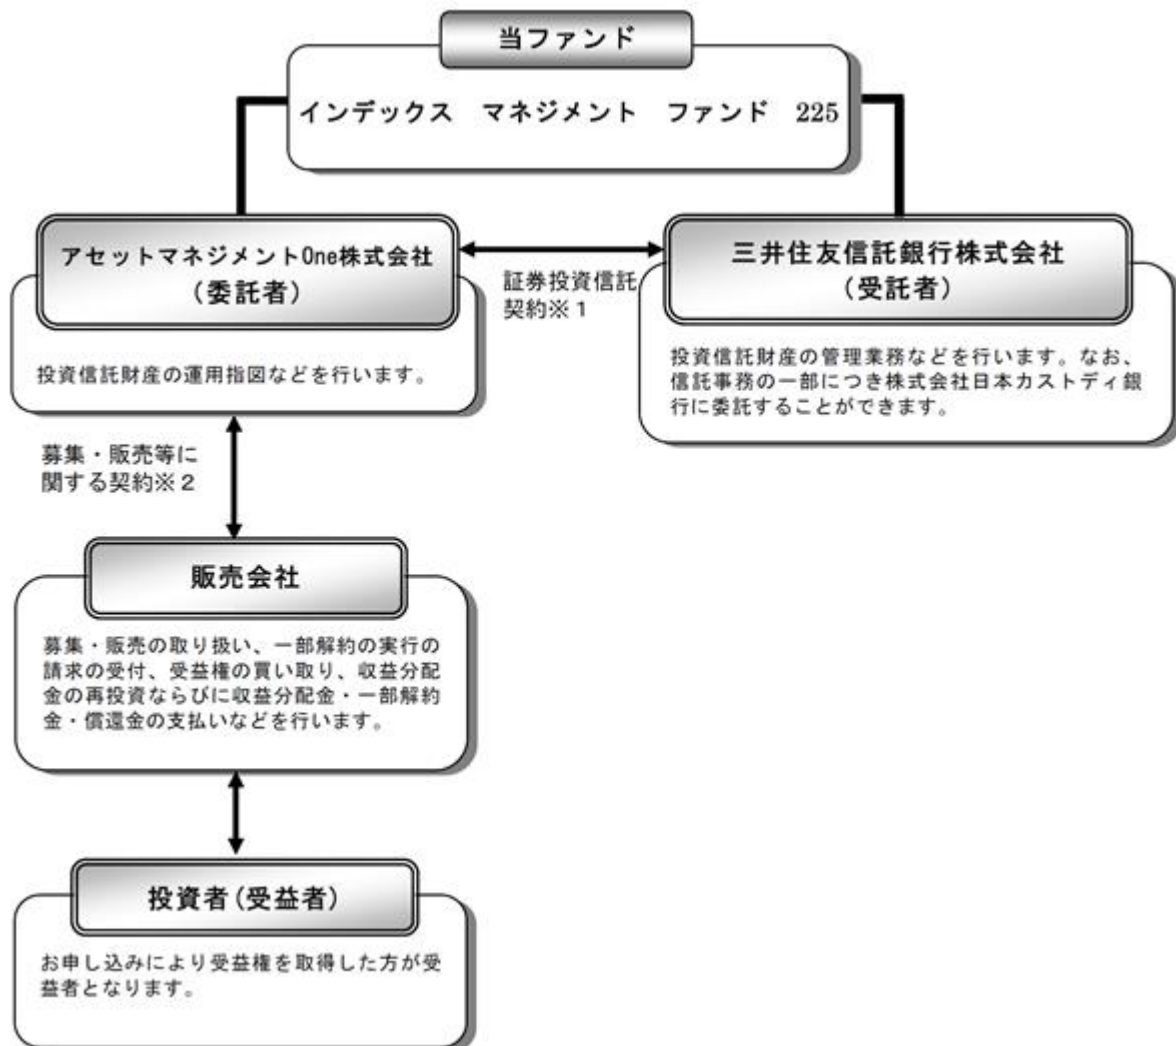 当ファンド
インデックス　マネジメント　ファンド　225
アセットマネジメントOne株式会社
（委託者）
投資信託財産の運用指図などを行います。
証券投資信託
契約※１
三井住友信託銀行株式会社
（受託者）
投資信託財産の管理業務などを行います。なお、
信託事務の一部につき株式会社日本カストディ銀
行に委託することができます。
募集・販売等に
関する契約※２
販売会社
募集・販売の取り扱い、一部解約の実行の
請求の受付、受益権の買い取り、収益分配
金の再投資ならびに収益分配金・一部解約
金・償還金の支払いなどを行います。
投資者(受益者)
お申し込みにより受益権を取得した方が受
益者となります。